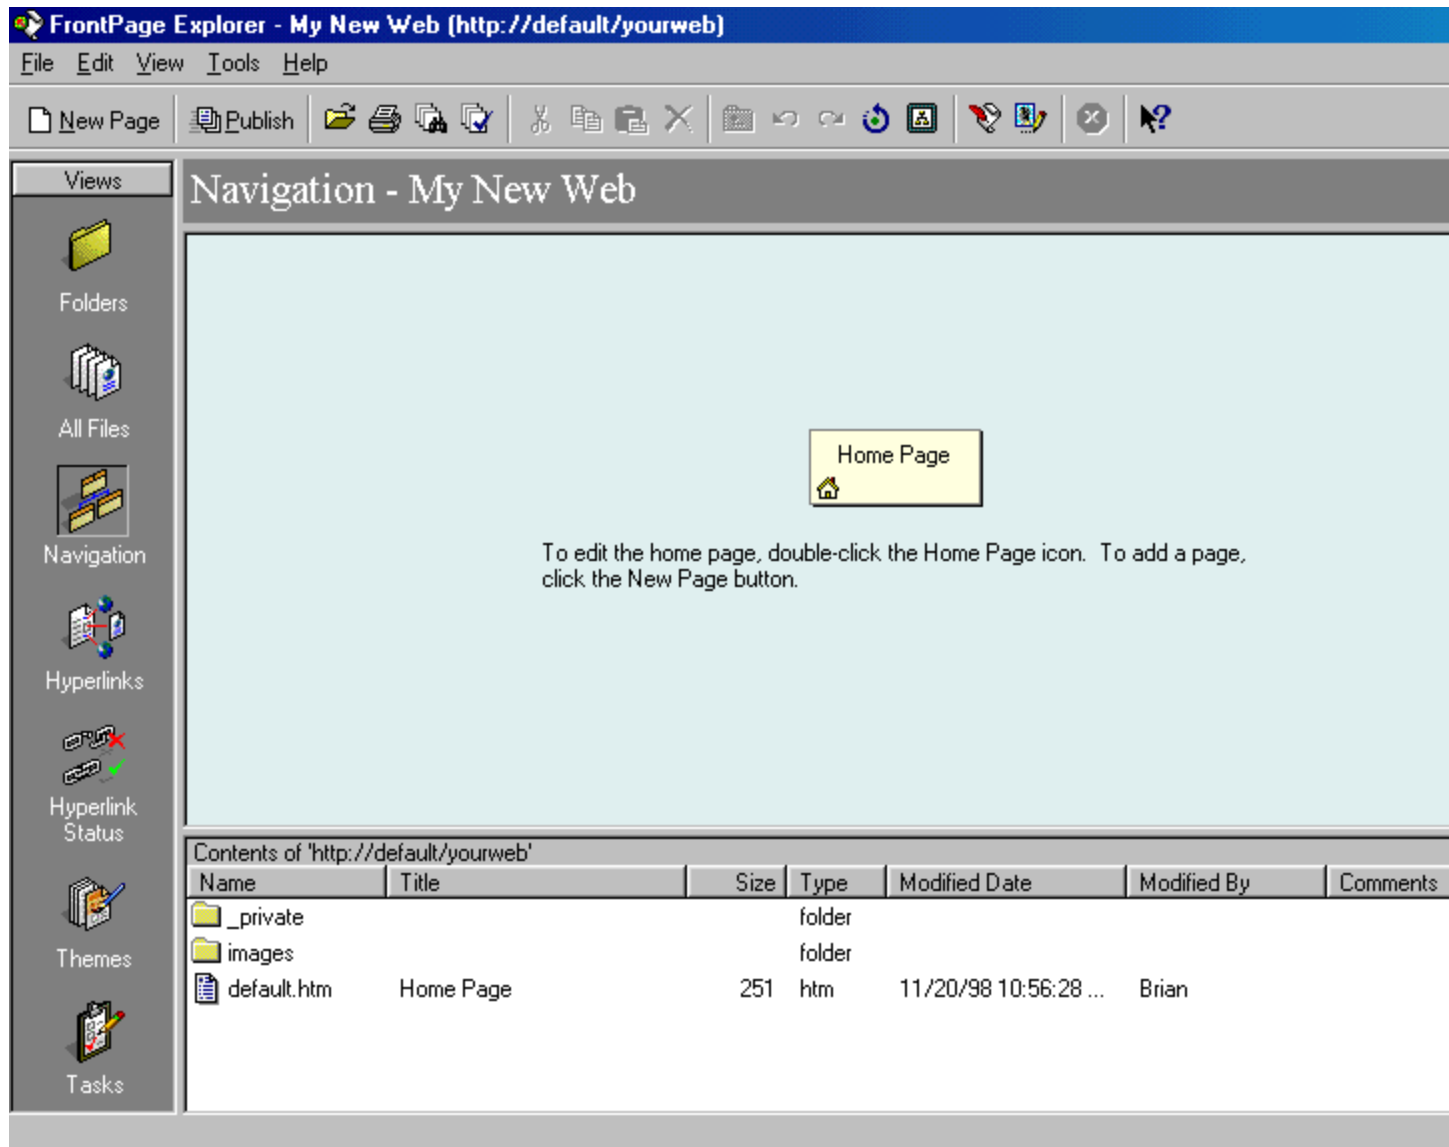 FrontPage Explorer - My New Web (http://default/yourweb)
File Edit View Tools Help
New Page Publish
Views
Navigation - My New Web
Folders
All Files
Navigation
Hyperlinks
Hyperlink
Status
Themes
Tasks
Home Page
To edit the home page, double-click the Home Page icon. To add a page,
click the New Page button.
Contents of 'http://default/yourweb'
Name Title Size Type Modified Date Modified By Comments
_private folder
images folder
default.htm Home Page 251 htm 11/20/98 10:56:28 ... Brian